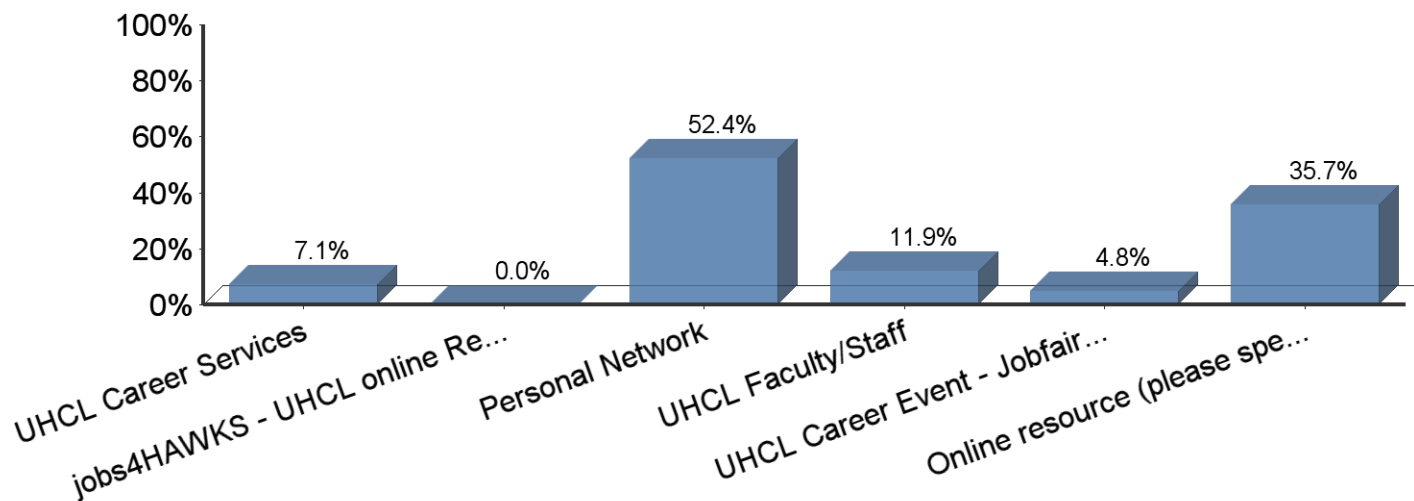 100%
80%
60%
40%
20%
0%
7.1%
0.0%
52.4%
11.9%
4.8%
35.7%
UHCL Career Services
jobs4HAWKS - UHCL online Re...
Personal Network
UHCL Faculty/Staff
UHCL Career Event - Jobfair...
Online resource (please spe...